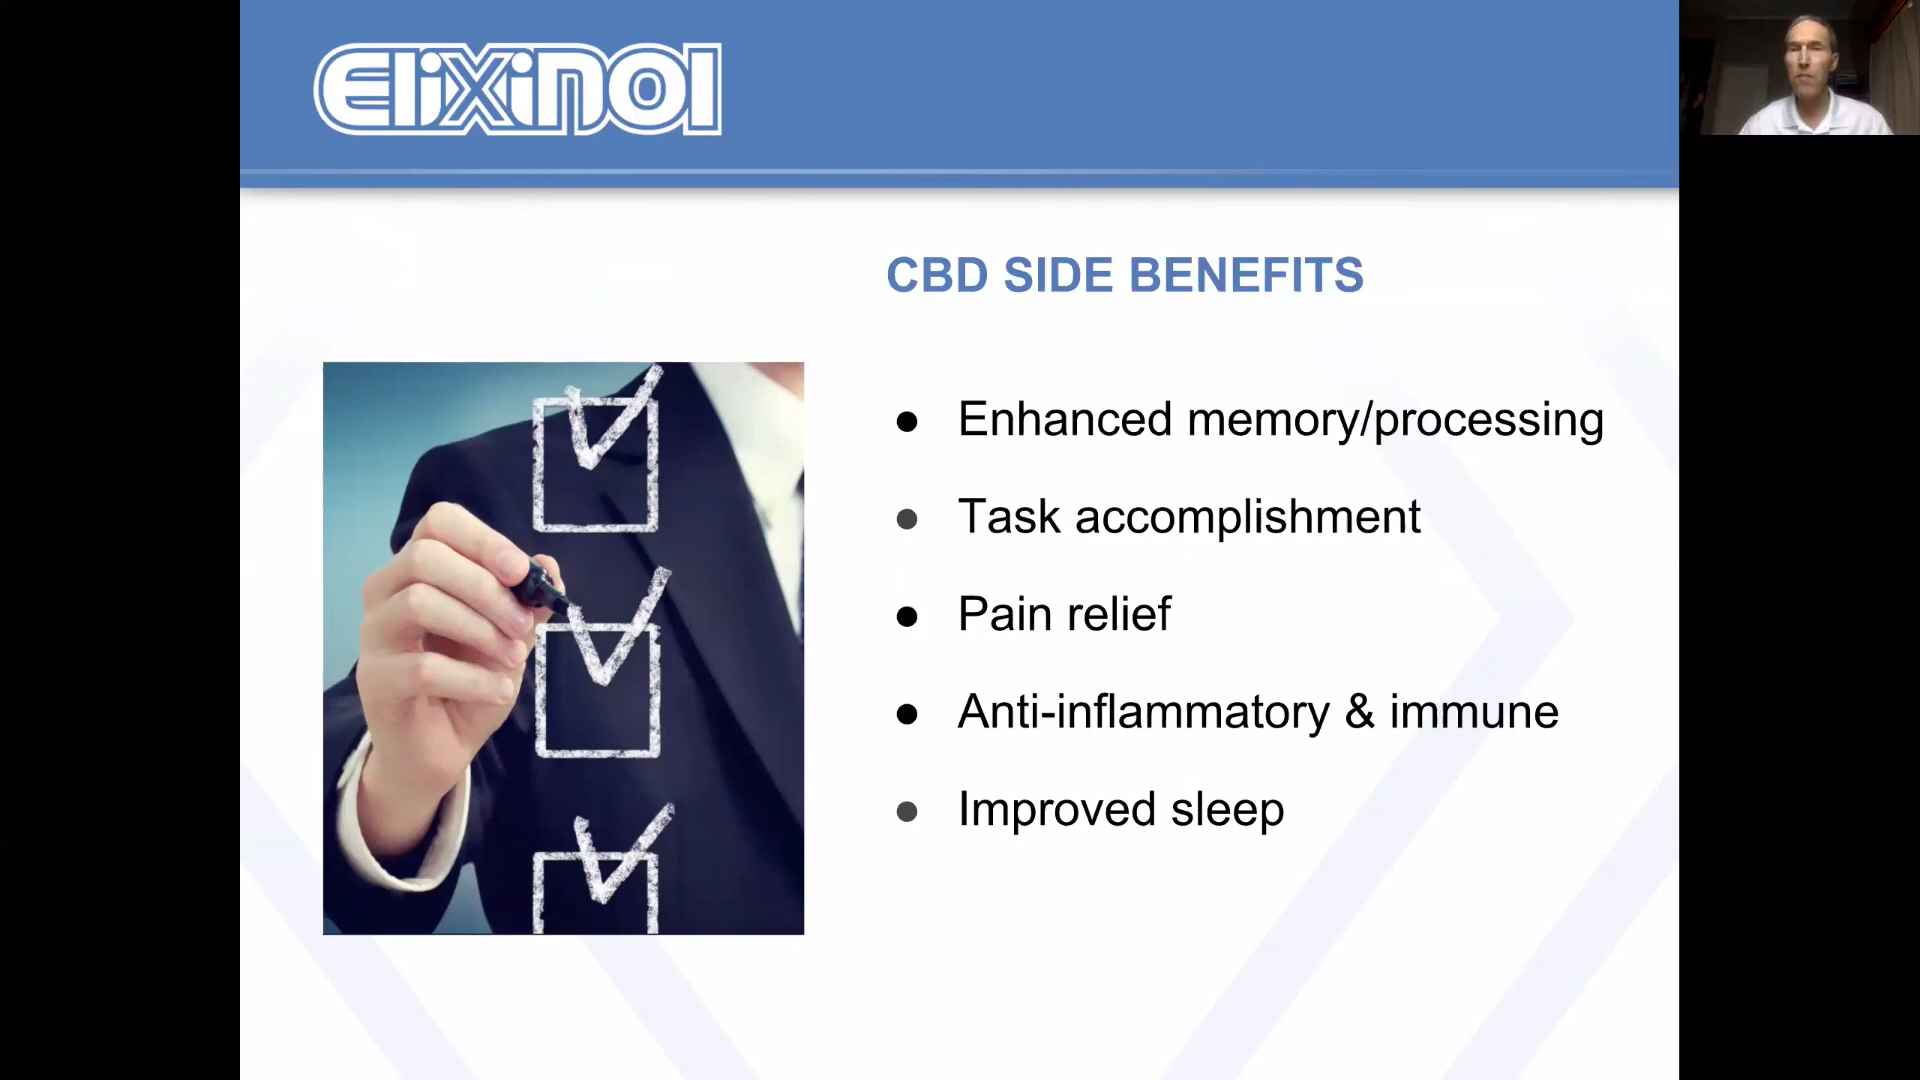 Elixinol
CBD SIDE BENEFITS
● Enhanced memory/processing
● Task accomplishment
● Pain relief
● Anti-inflammatory & immune
● Improved sleep